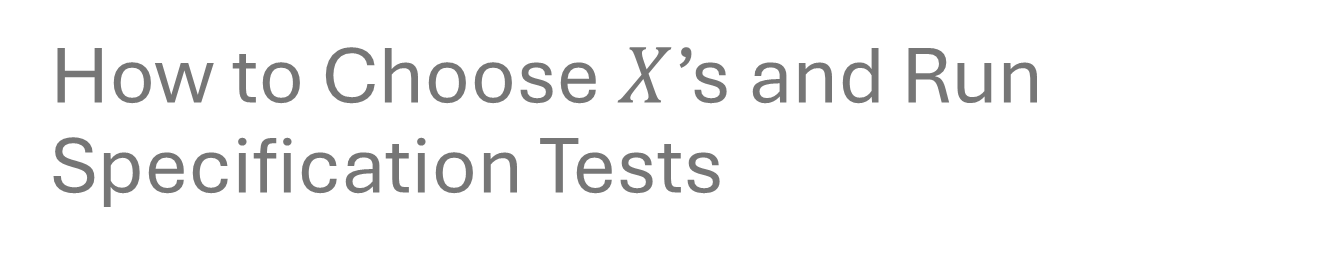 How to Choose X’s and Run
Specification Tests